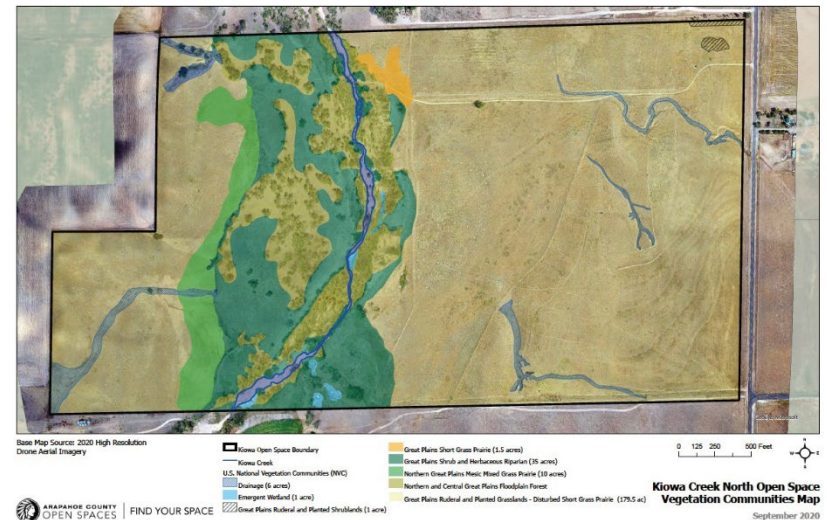 Base Map Source: 2020 High Resolution
Drone Aerial Imagery
ARAPAHOE COUNTY
OPEN SPACES
FIND YOUR SPACE
Kiowa Open Space Boundary
Kiowa Creek
U.S. National Vegetation Communities (NVC)
Drainage (6 acres)
Emergent Wetland (1 acre)
Great Plains Ruderal and Planted Shrublands (1 acre)
Great Plains Short Grass Prairie (1.5 acres)
Great Plains Shrub and Herbaceous Riparian (35 acres)
Northern Great Plains Mesic Mixed Grass Prairie (10 acres)
Northern and Central Great Plains Floodplain Forest
Great Plains Ruderal and Planted Grasslands - Disturbed Short Grass Prairie (179.5 ac)
0 125 250 500 Feet
Kiowa Creek North Open Space
Vegetation Communities Map
September 2020